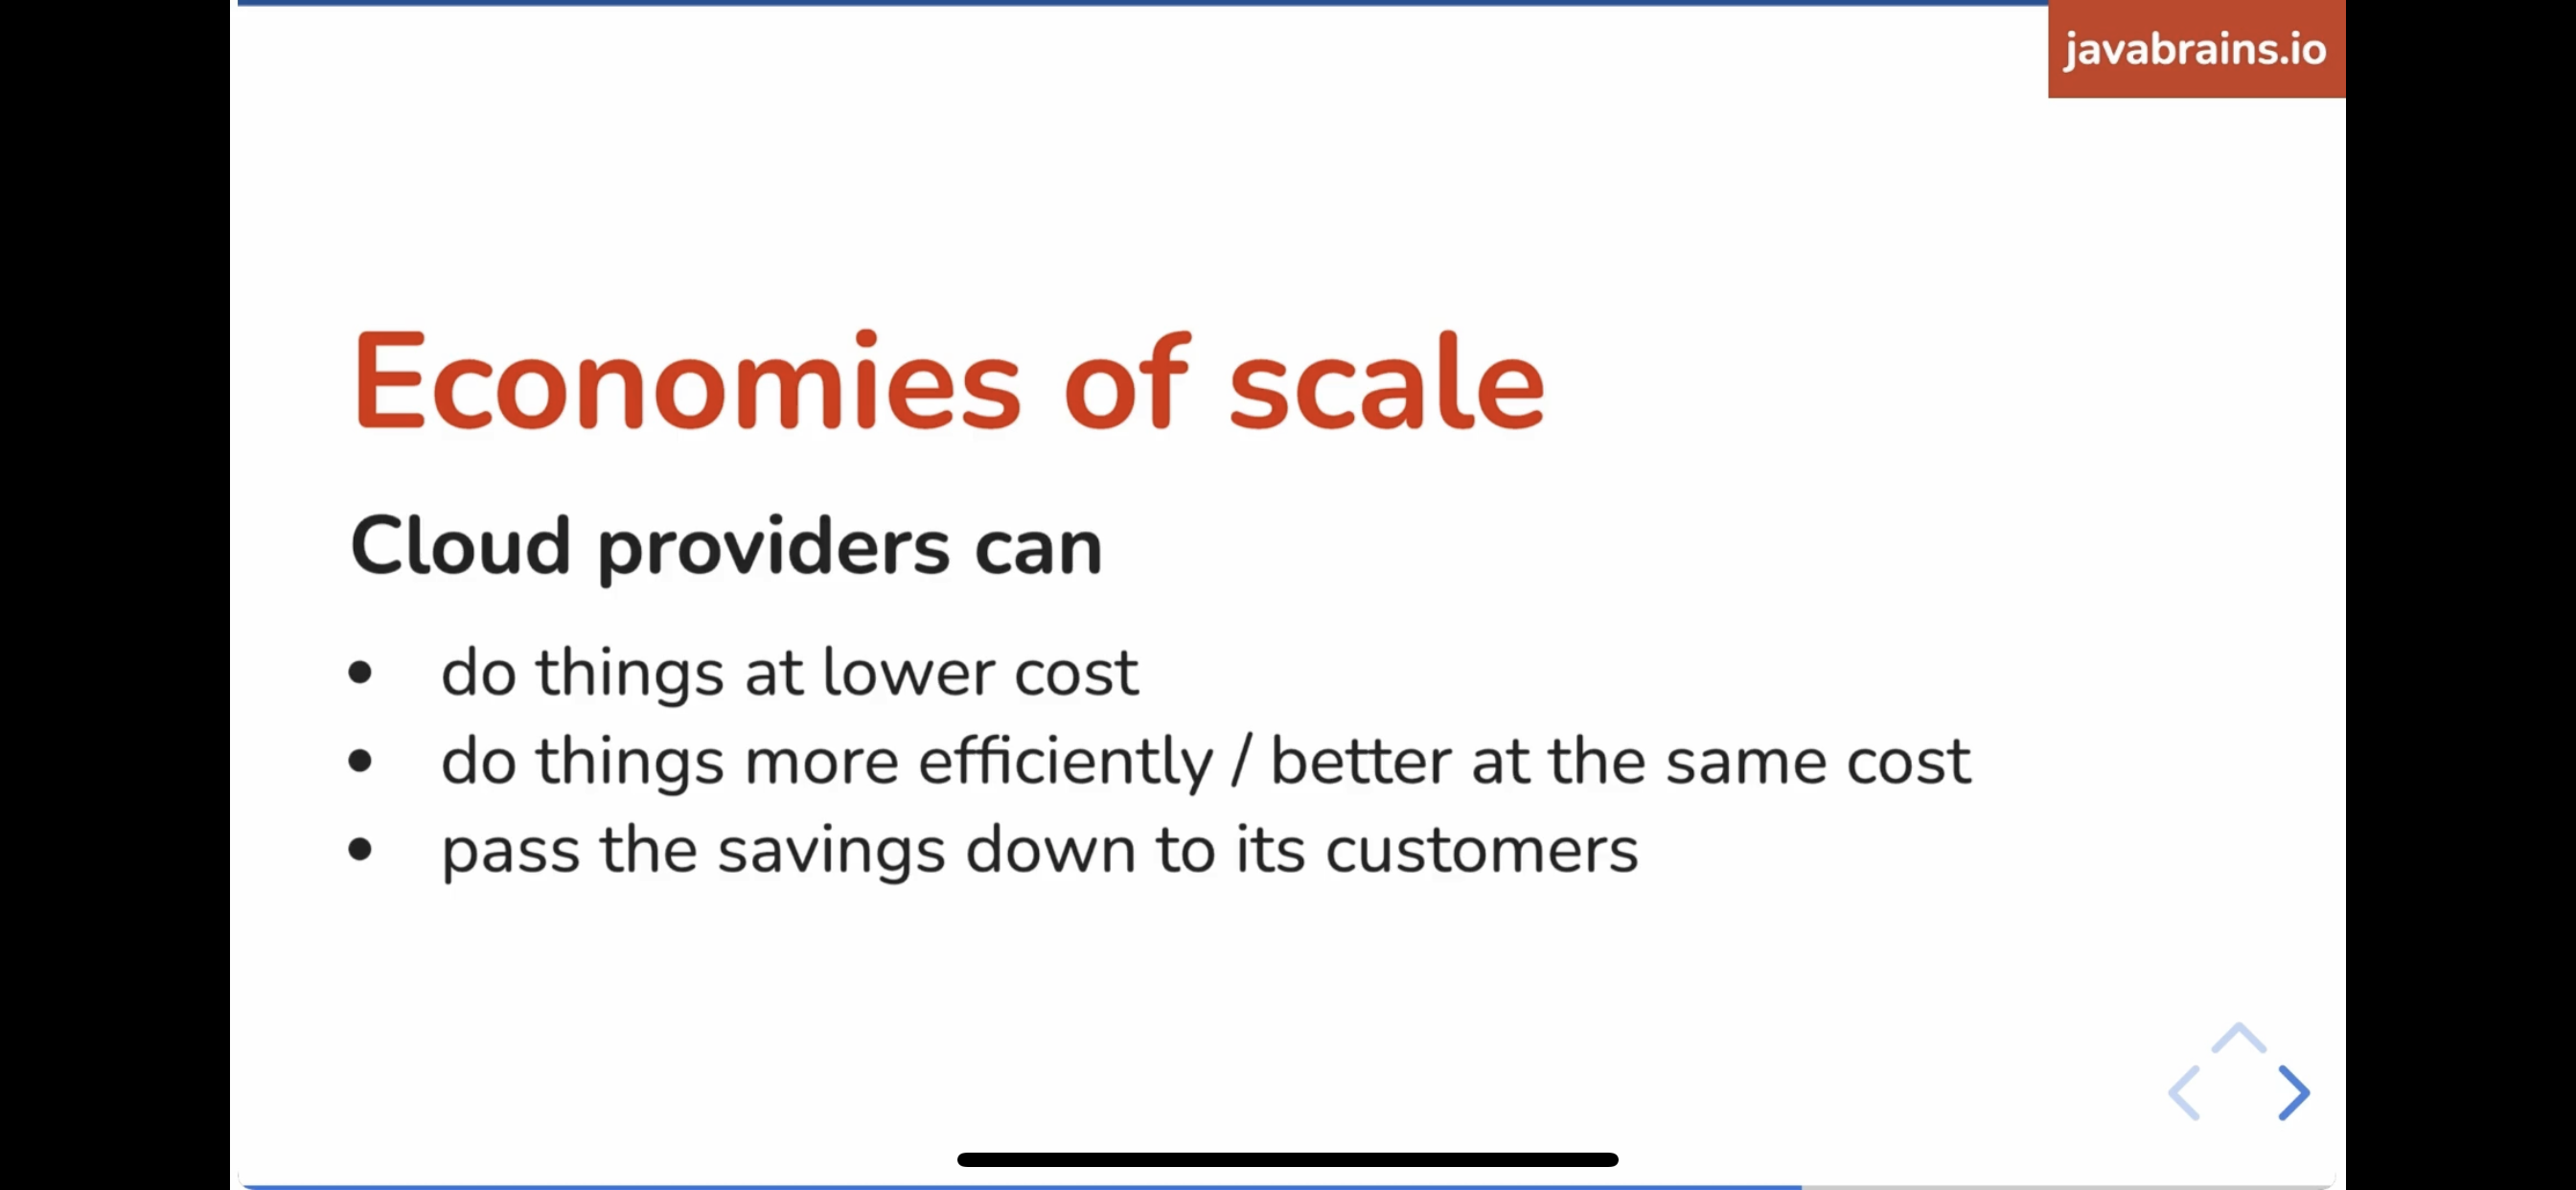 javabrains.io
Economies of scale
Cloud providers can
• do things at lower cost
• do things more efficiently / better at the same cost
• pass the savings down to its customers